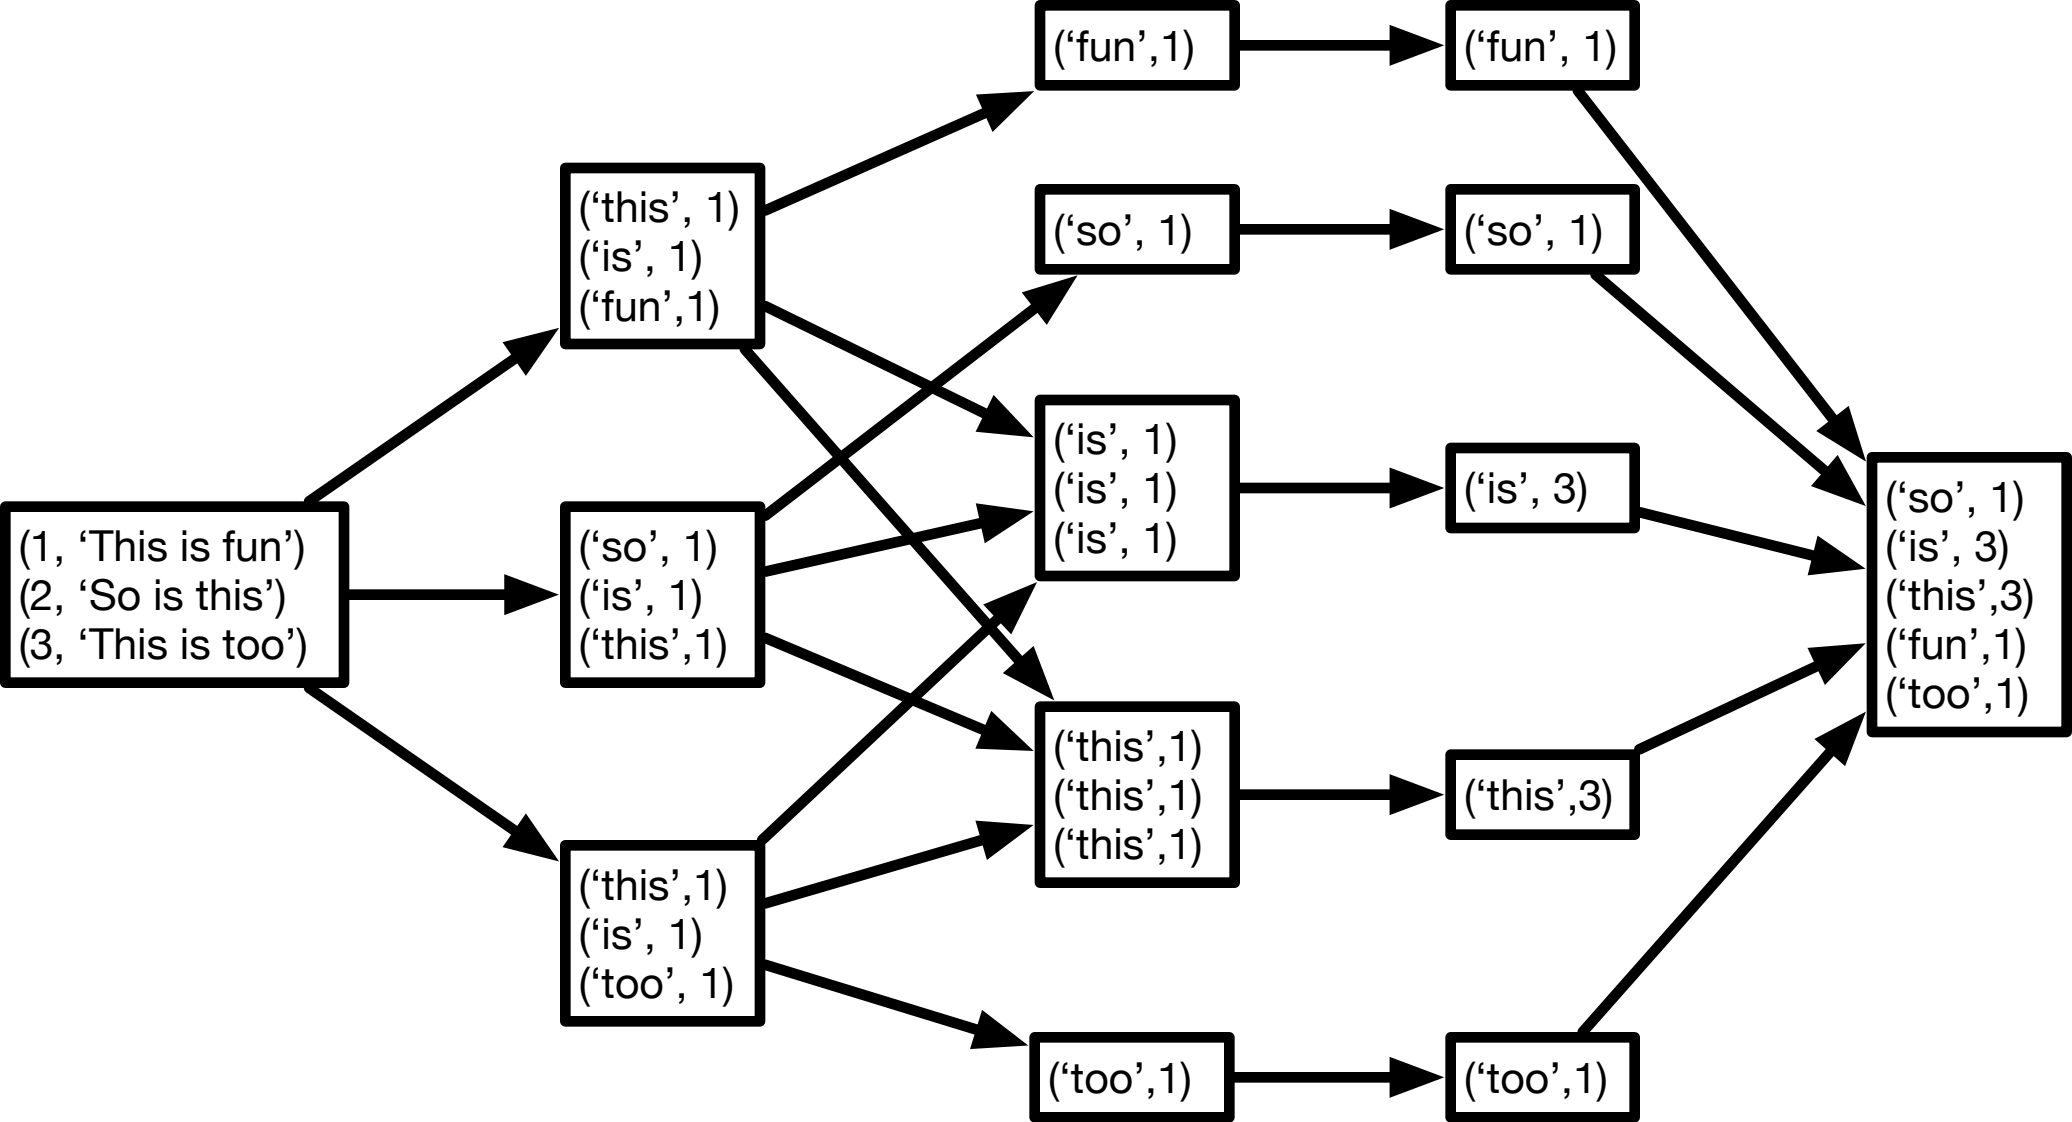 (1, ‘This is fun’)
(2, ‘So is this’)
(3, ‘This is too’)
(‘this’, 1)
(‘is’, 1)
(‘fun’,1)
(‘so’, 1)
(‘is’, 1)
(‘this’,1)
(‘this’,1)
(‘is’, 1)
(‘too’, 1)
(‘fun’,1)
(‘so’, 1)
(‘is’, 1)
(‘is’, 1)
(‘is’, 1)
(‘this’,1)
(‘this’,1)
(‘this’,1)
(‘too’,1)
(‘fun’, 1)
(‘so’, 1)
(‘is’, 3)
(‘this’,3)
(‘too’,1)
(‘so’, 1)
(‘is’, 3)
(‘this’,3)
(‘fun’,1)
(‘too’,1)